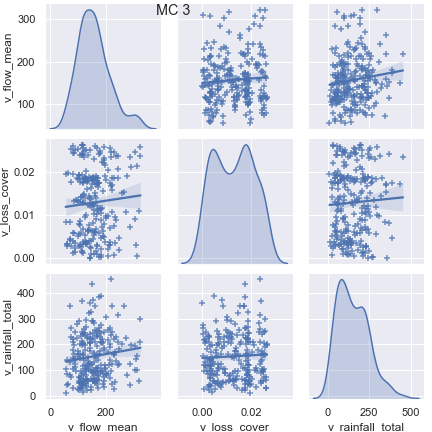 MC 3
v_flow_mean
300
200
100
v_loss_cover
0.02
0.01
0.00
v_rainfall_total
400
300
200
100
0
0 200
0.00 0.02
0 250 500
v_flow_mean v_loss_cover v_rainfall_total